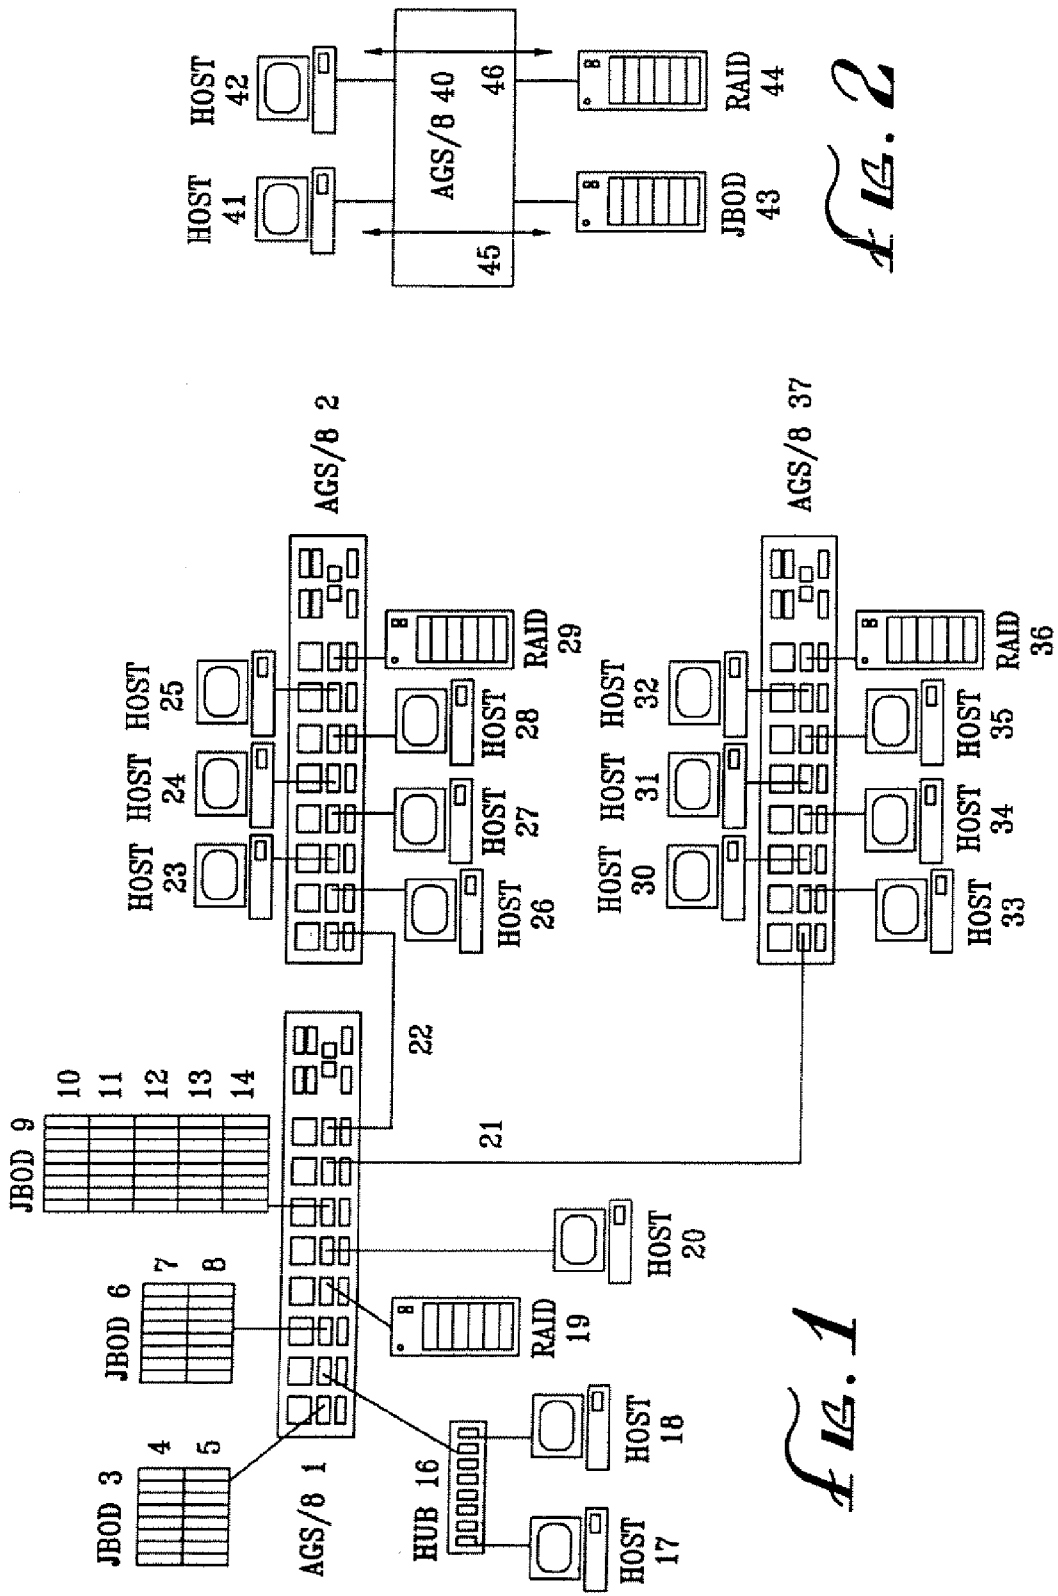 JBOD 3
4
5
JBOD 6
7
8
JBOD 9
10
11
12
13
14
AGS/8 1
HUB 16
HOST
17
HOST
18
RAID
19
HOST
20
21
22
HOST
23
HOST
24
HOST
25
AGS/8 2
HOST
26
HOST
27
HOST
28
RAID
29
HOST
30
HOST
31
HOST
32
AGS/8 37
HOST
33
HOST
34
HOST
35
RAID
36
FIG. 1
HOST
41
HOST
42
AGS/8 40
45
46
JBOD
43
RAID
44
FIG. 2